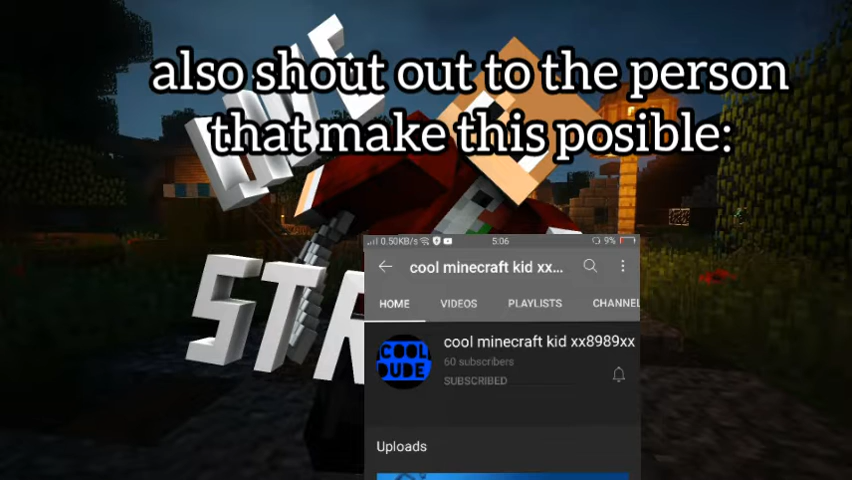 also shout out to the person
that make this posible:
0.50KB/s 5:06 9%
cool minecraft kid xx...
HOME VIDEOS PLAYLISTS CHANNEL
cool minecraft kid xx8989xx
60 subscribers
SUBSCRIBED
COOL
DUDE
Uploads